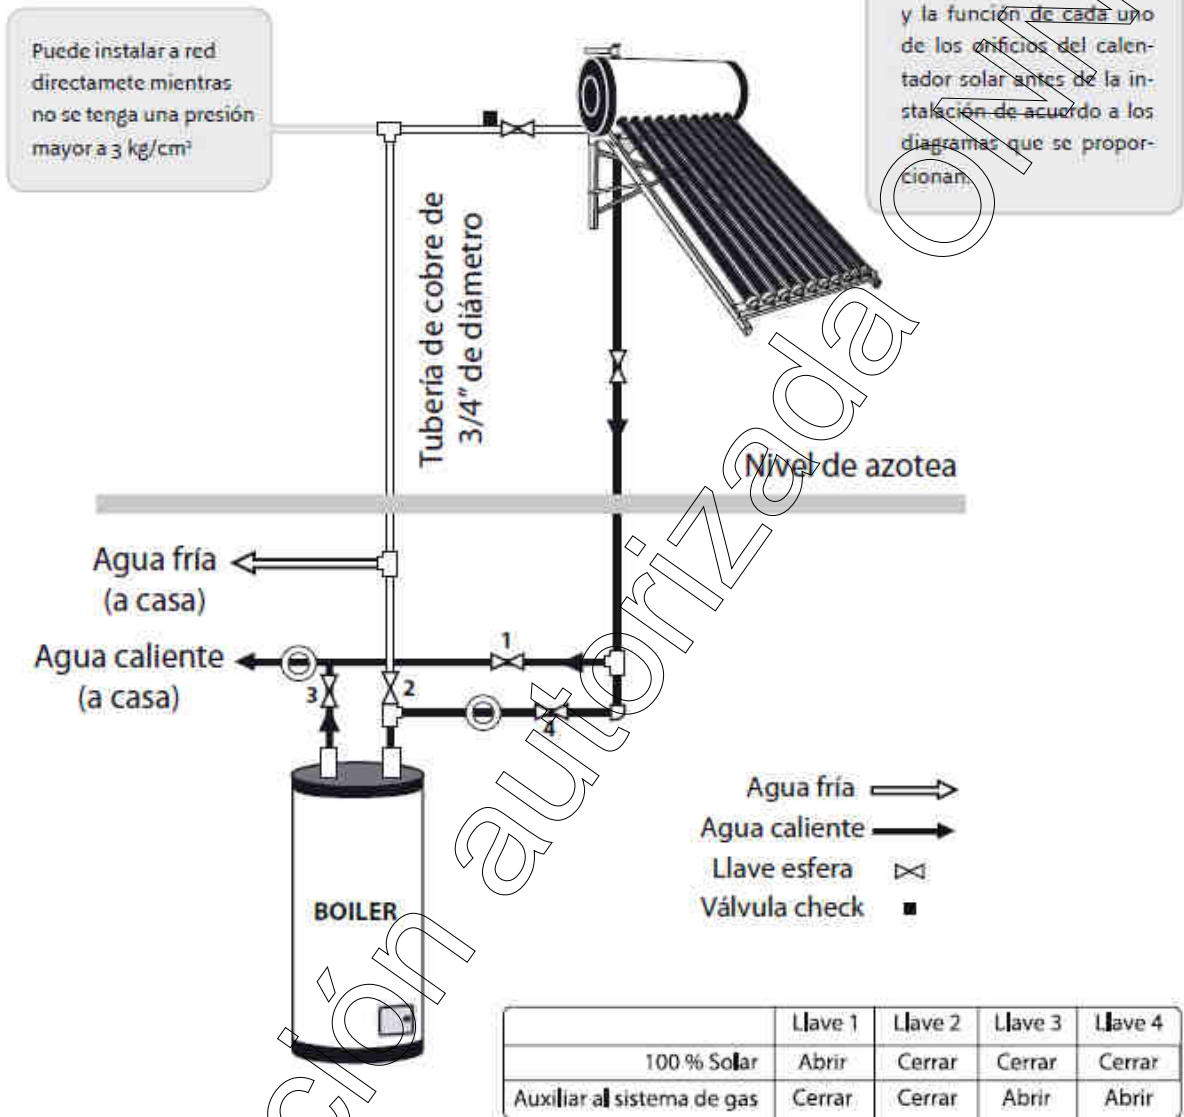 Puede instalar a red
directamete mientras
no se tenga una presión
mayor a 3 kg/cm²
y la función de cada uno
de los orificios del calen-
tador solar antes de la in-
stalación de acuerdo a los
diagramas que se propor-
cionan.
Tubería de cobre de
3/4" de diámetro
Nivel de azotea
Agua fría
(a casa)
Agua caliente
(a casa)
1
2
3
4
BOILER
Agua fría
Agua caliente
Llave esfera
Válvula check
Llave 1 Llave 2 Llave 3 Llave 4
100 % Solar Abrir Cerrar Cerrar Cerrar
Auxiliar al sistema de gas Cerrar Cerrar Abrir Abrir
ción autorizada